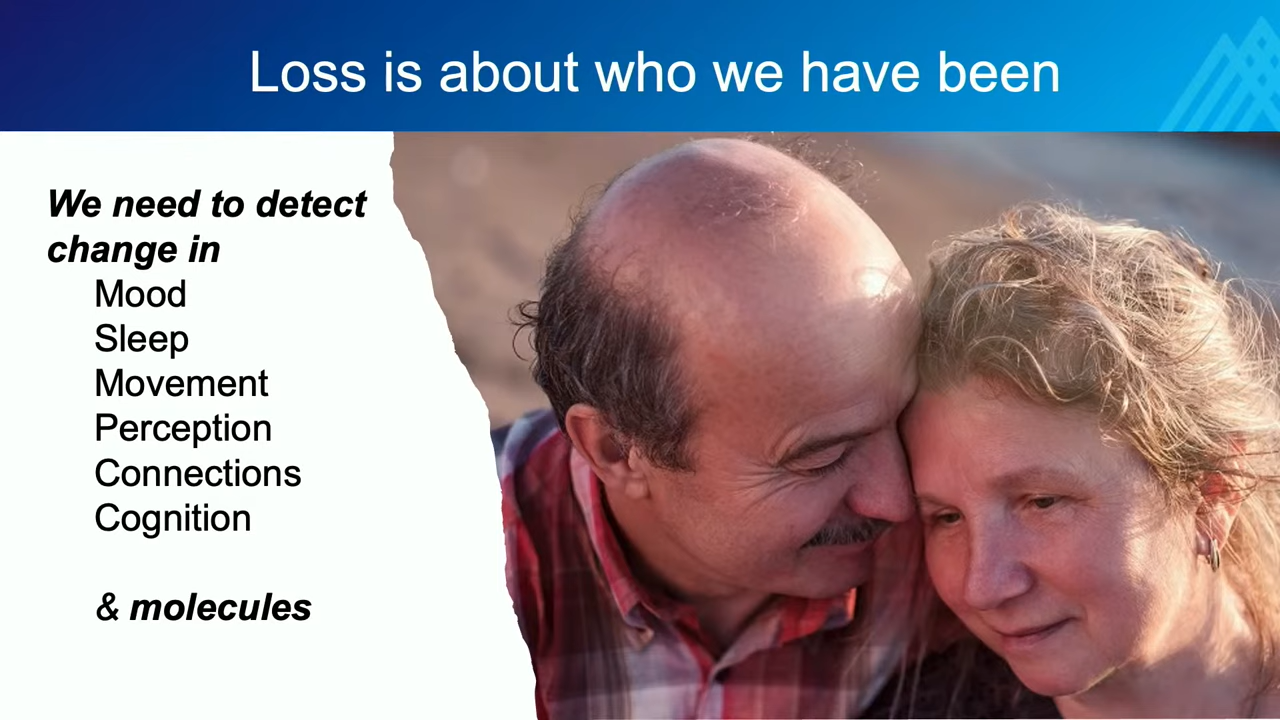 Loss is about who we have been
We need to detect
change in
Mood
Sleep
Movement
Perception
Connections
Cognition
& molecules